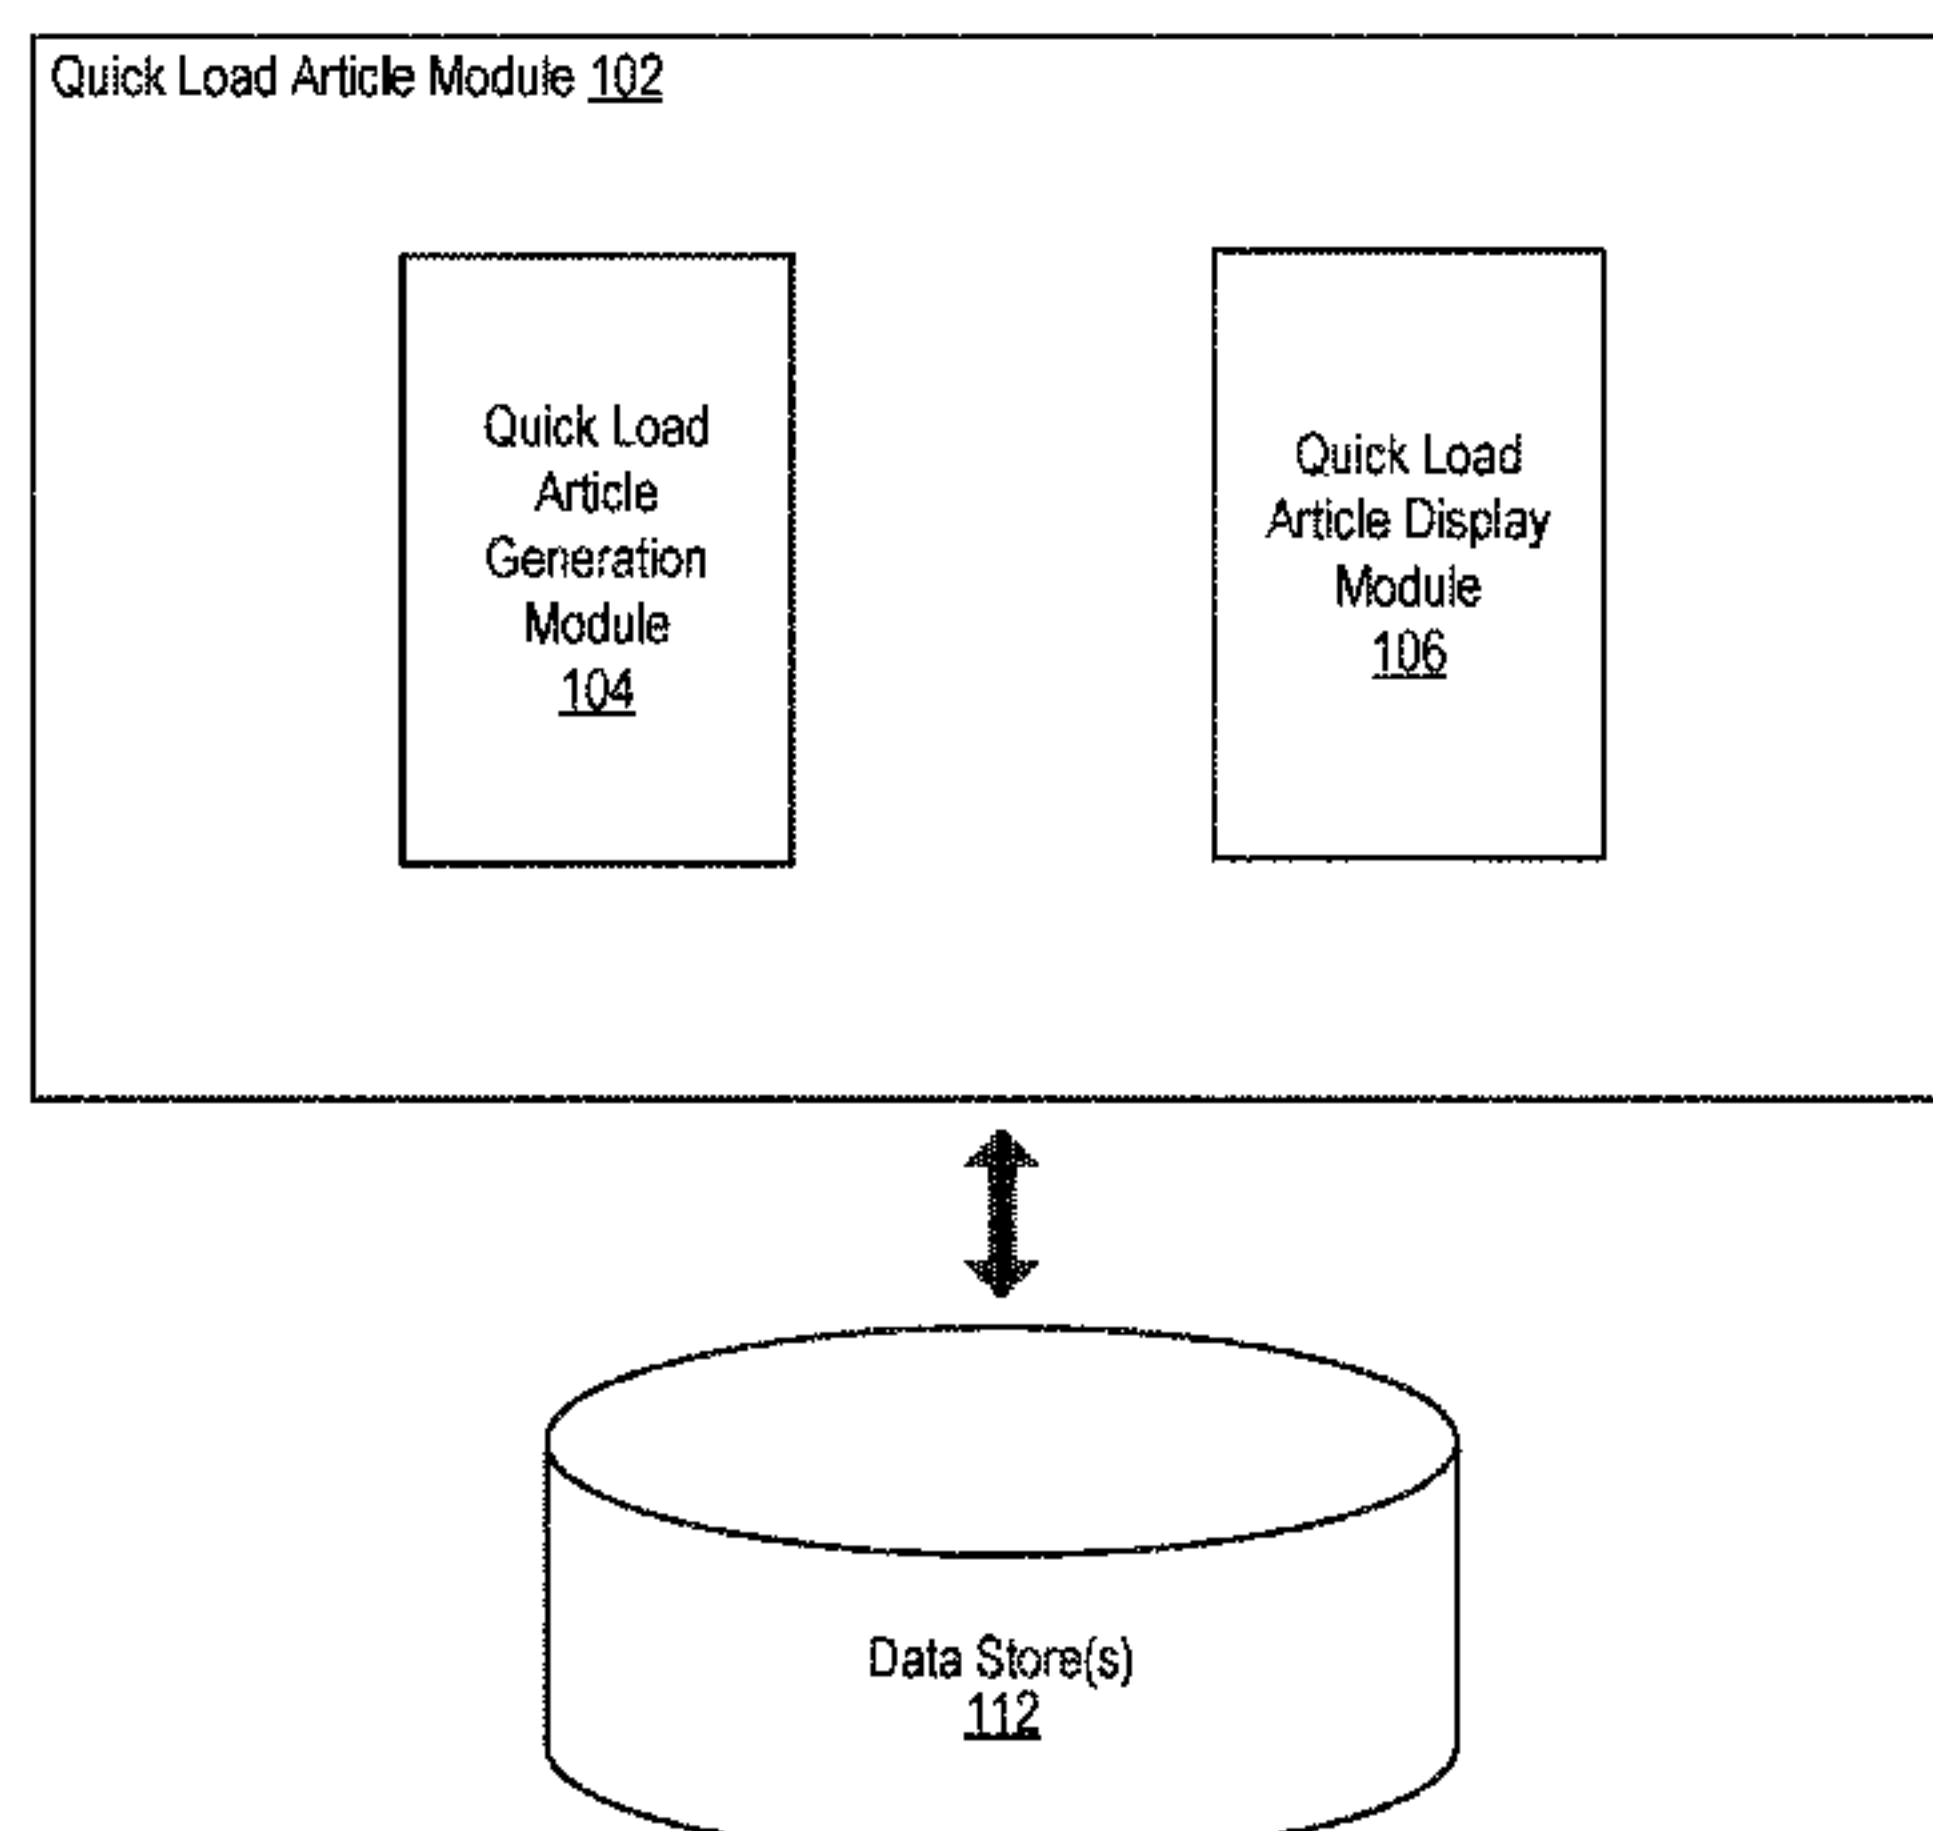 Quick Load Article Module 102
Quick Load
Article
Generation
Module
104
Quick Load
Article Display
Module
106
Data Store(s)
112